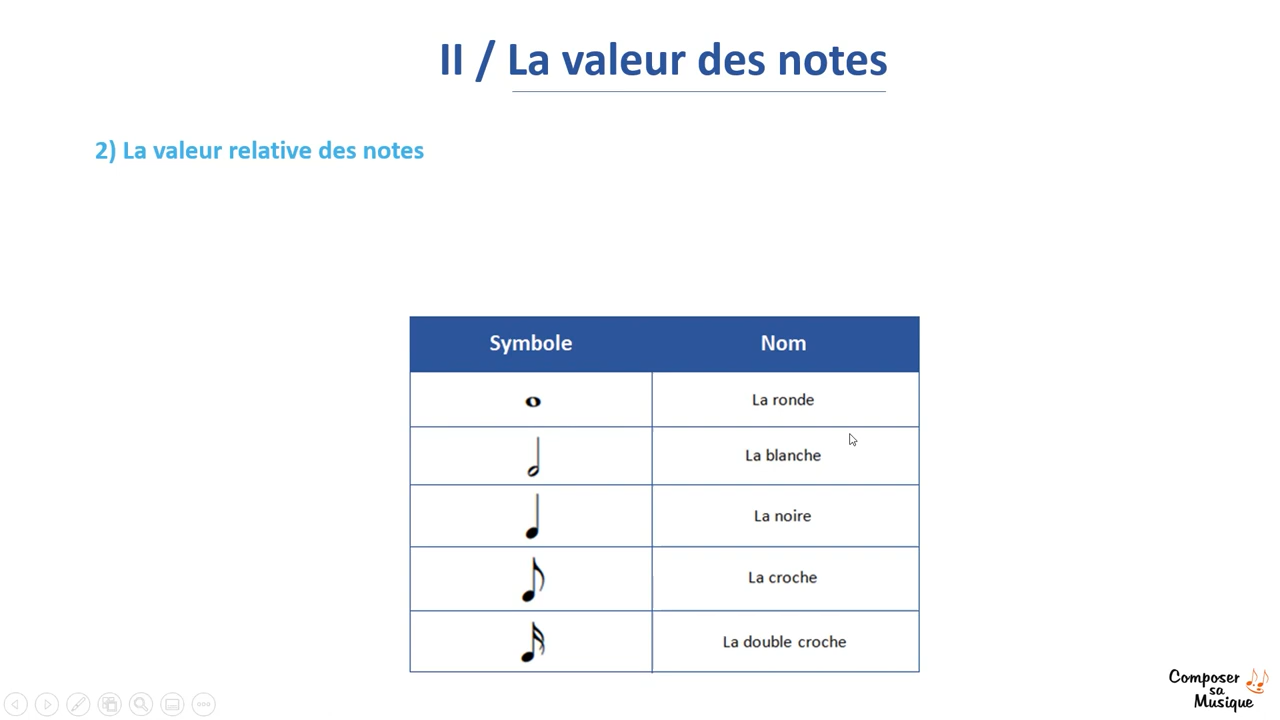 II / La valeur des notes
2) La valeur relative des notes
Symbole Nom
La ronde
La blanche
La noire
La croche
La double croche
Composer
sa
Musique